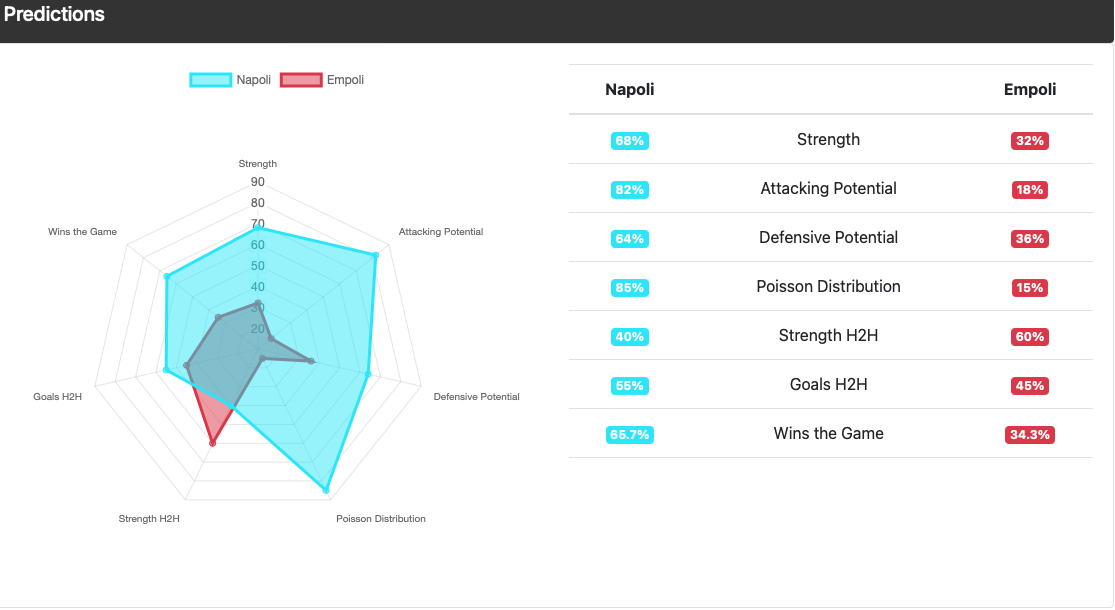 Predictions
Napoli Empoli
Strength
90
80
70
60
50
40
30
20
Attacking Potential
Defensive Potential
Poisson Distribution
Strength H2H
Goals H2H
Wins the Game
Napoli Empoli
68% Strength 32%
82% Attacking Potential 18%
64% Defensive Potential 36%
85% Poisson Distribution 15%
40% Strength H2H 60%
55% Goals H2H 45%
65.7% Wins the Game 34.3%